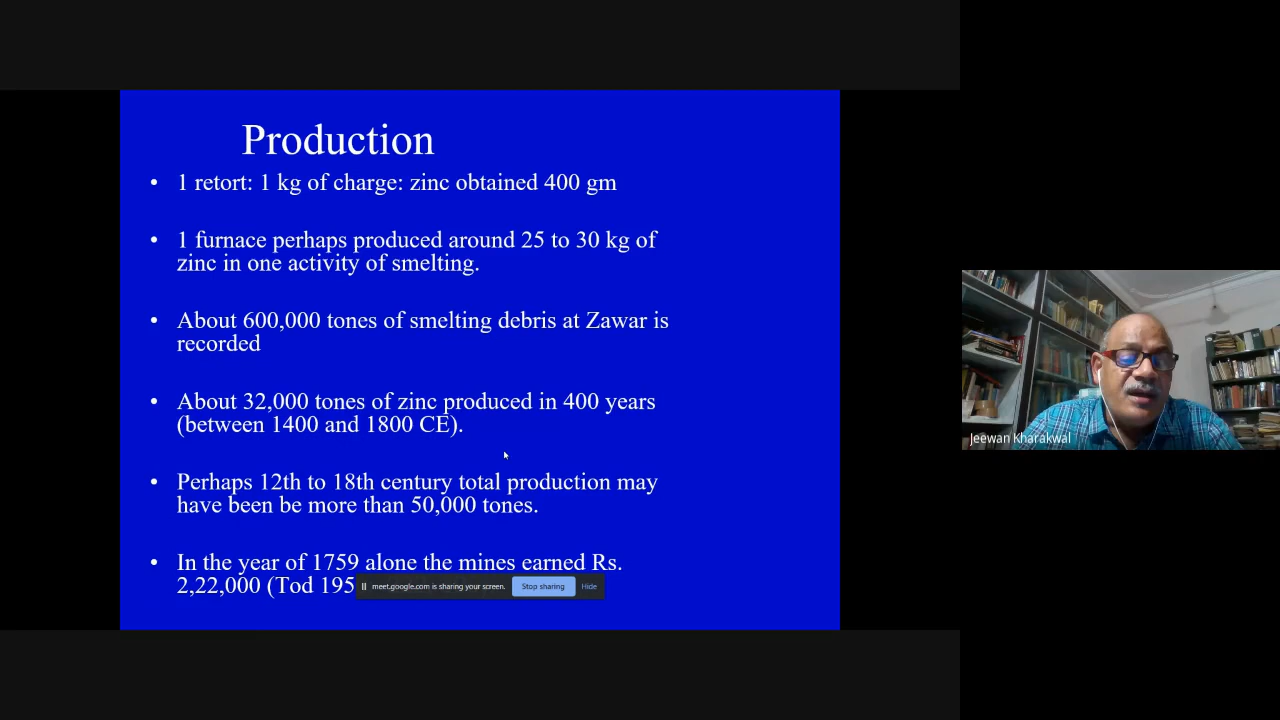 Production
• 1 retort: 1 kg of charge: zinc obtained 400 gm
• 1 furnace perhaps produced around 25 to 30 kg of
zinc in one activity of smelting.
• About 600,000 tones of smelting debris at Zawar is
recorded
• About 32,000 tones of zinc produced in 400 years
(between 1400 and 1800 CE).
• Perhaps 12th to 18th century total production may
have been be more than 50,000 tones.
• In the year of 1759 alone the mines earned Rs.
2,22,000 (Tod 195
meet.google.com is sharing your screen. Stop sharing Hide
Jeewan Kharakwal